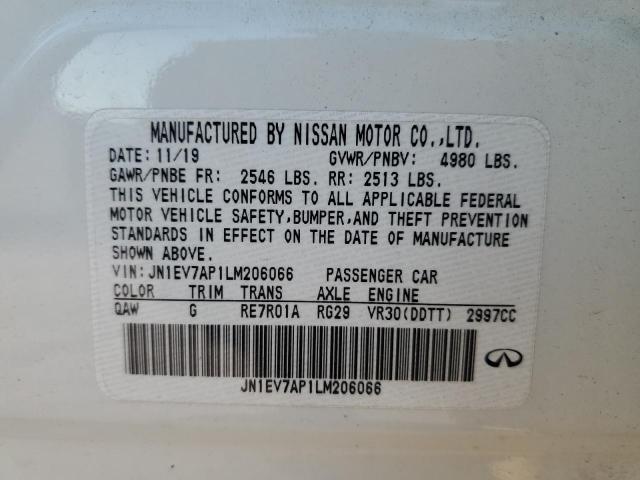 MANUFACTURED BY NISSAN MOTOR CO.,LTD.
DATE: 11/19 GVWR/PNBV: 4980 LBS.
GAWR/PNBE FR: 2546 LBS. RR: 2513 LBS.
THIS VEHICLE CONFORMS TO ALL APPLICABLE FEDERAL
MOTOR VEHICLE SAFETY,BUMPER,AND THEFT PREVENTION
STANDARDS IN EFFECT ON THE DATE OF MANUFACTURE
SHOWN ABOVE.
VIN: JN1EV7AP1LM206066 PASSENGER CAR
COLOR TRIM TRANS AXLE ENGINE
QAW G RE7R01A RG29 VR30(DDTT) 2997CC
JN1EV7AP1LM206066